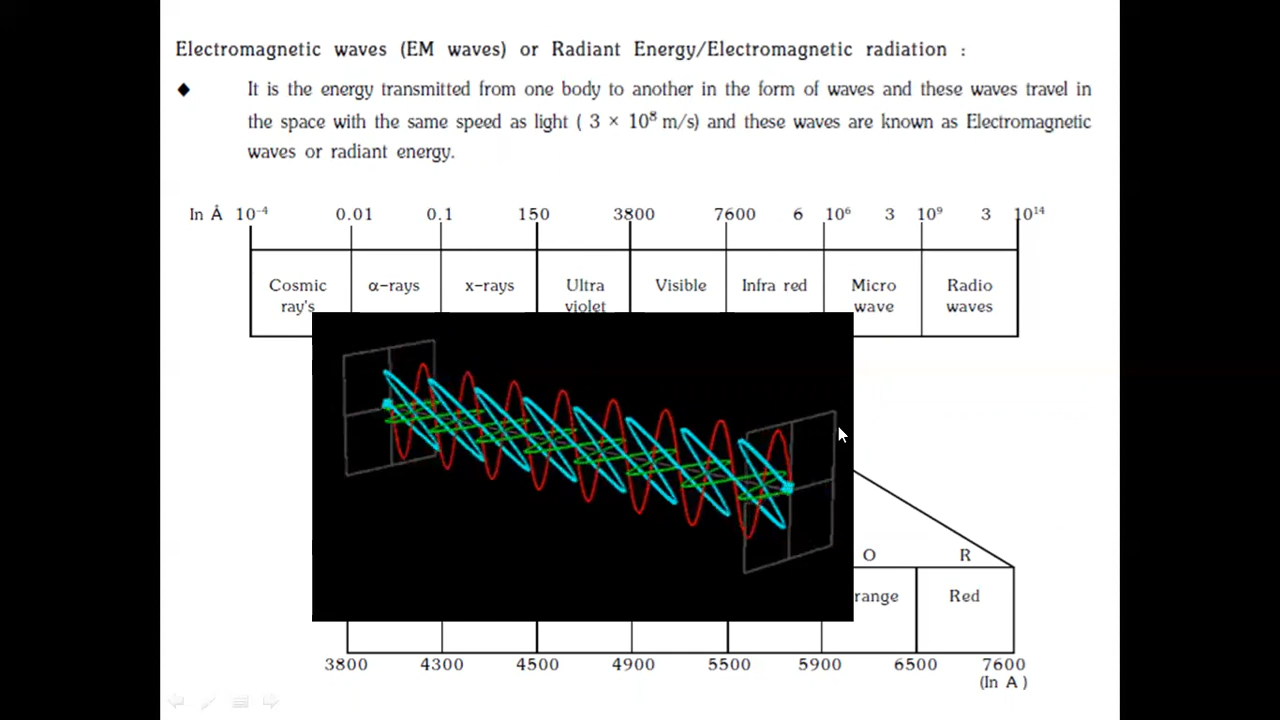 Electromagnetic waves (EM waves) or Radiant Energy/Electromagnetic radiation :
◆ It is the energy transmitted from one body to another in the form of waves and these waves travel in
the space with the same speed as light ( 3 × 10⁸ m/s) and these waves are known as Electromagnetic
waves or radiant energy.
In Å 10⁻⁴ 0.01 0.1 150 3800 7600 6 10⁶ 3 10⁹ 3 10¹⁴
Cosmic α-rays x-rays Ultra Visible Infra red Micro Radio
ray's violet wave waves
O R
range Red
3800 4300 4500 4900 5500 5900 6500 7600
(In A )